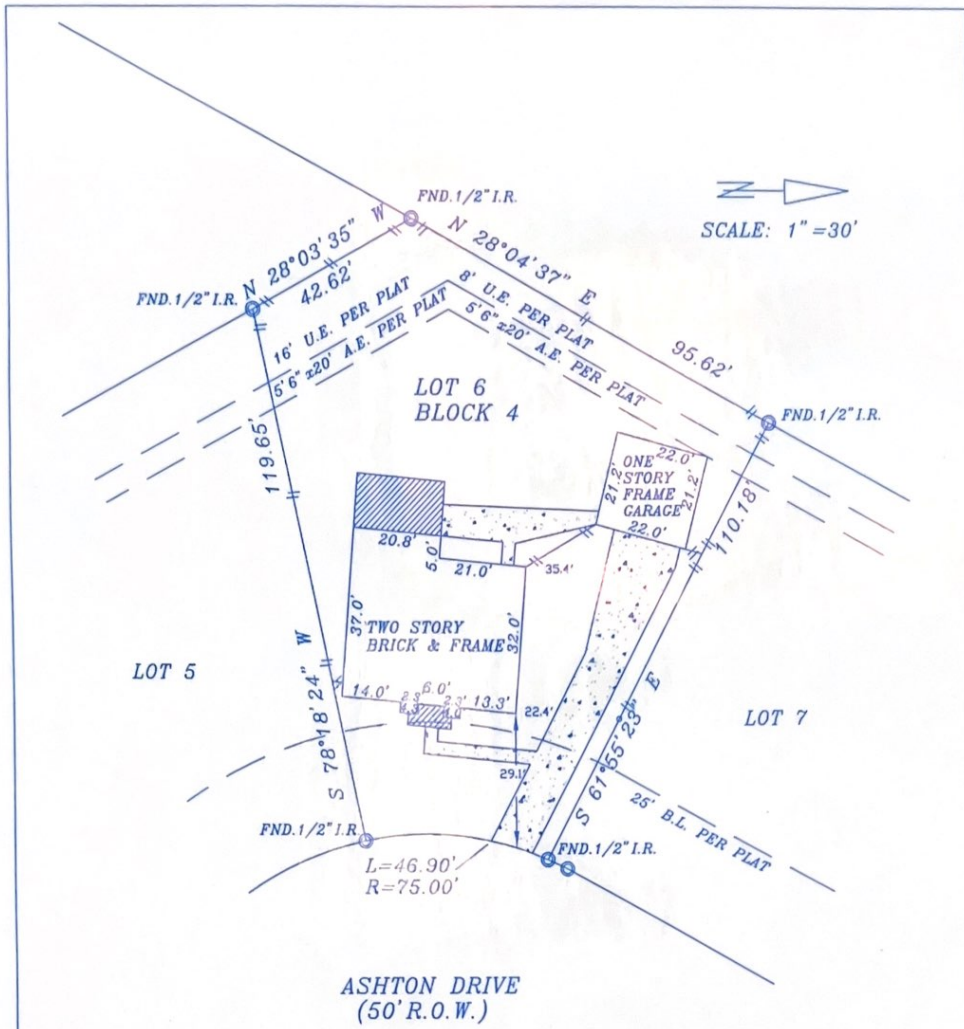 FND.1/2" I.R.
N 28°03'35" W
42.62'
FND.1/2" I.R.
N 28°04'37" E
95.62'
SCALE: 1"=30'
16' U.E. PER PLAT
5'6"x20' A.E. PER PLAT
8' U.E. PER PLAT
5'6"x20' A.E. PER PLAT
LOT 6
BLOCK 4
FND.1/2" I.R.
119.65'
S 78°18'24" W
22.0'
ONE
STORY
FRAME
GARAGE
21.2'
21.2'
22.0'
110.18'
S 61°55'23" E
20.8'
5.0'
21.0'
35.4'
37.0'
TWO STORY
BRICK & FRAME
32.0'
LOT 5
14.0'
6.0'
13.3'
22.4'
LOT 7
29.1'
25' B.L. PER PLAT
FND.1/2" I.R.
FND.1/2" I.R.
L=46.90'
R=75.00'
ASHTON DRIVE
(50' R.O.W.)